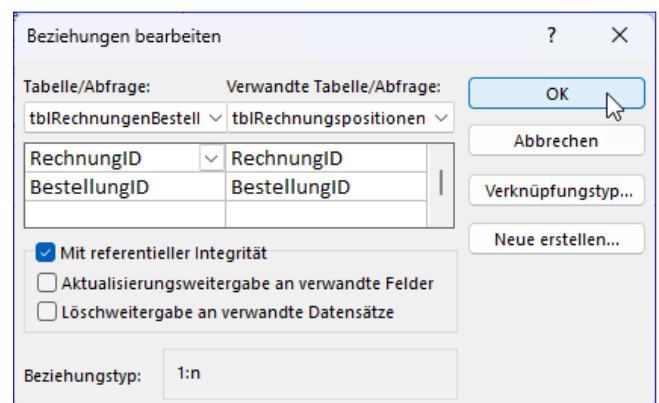 Beziehungen bearbeiten ? ×
Tabelle/Abfrage: Verwandte Tabelle/Abfrage: OK
tblRechnungenBestell tblRechnungspositionen
Abbrechen
RechnungID RechnungID
BestellungID BestellungID Verknüpfungstyp...
Mit referentieller Integrität Neue erstellen...
Aktualisierungsweitergabe an verwandte Felder
Löschweitergabe an verwandte Datensätze
Beziehungstyp: 1:n